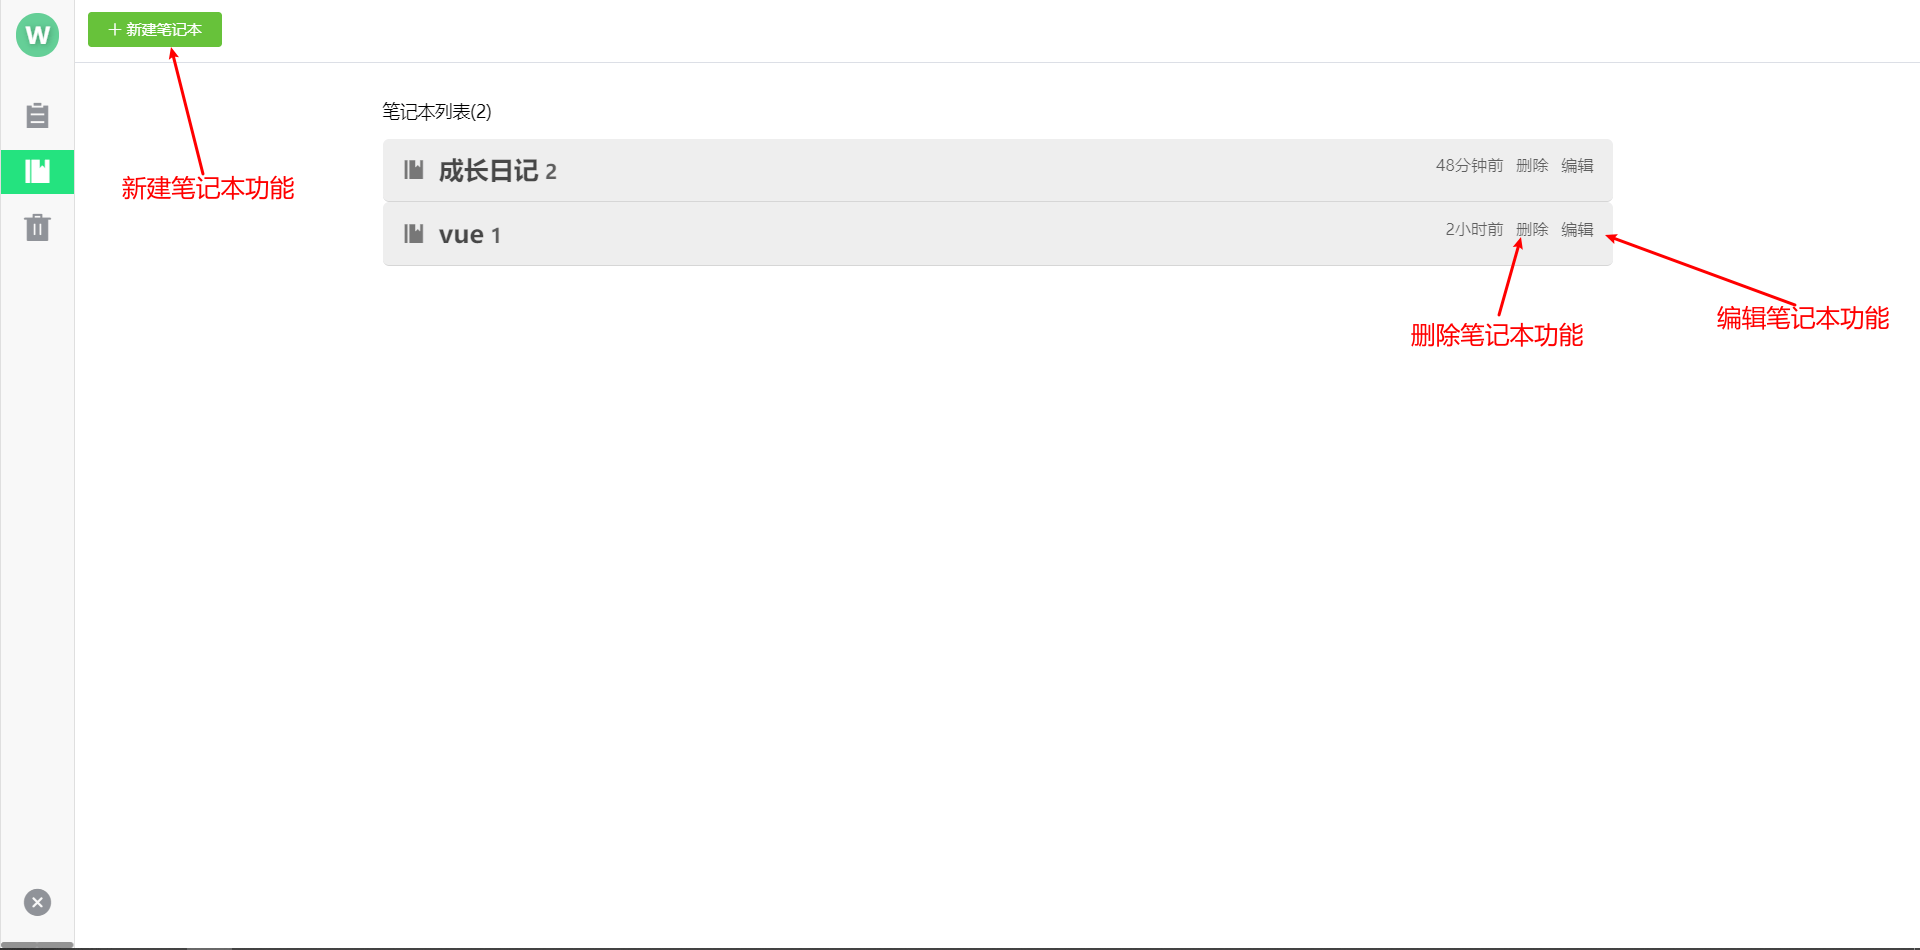 W
新建笔记本
新建笔记本功能
笔记本列表(2)
成长日记 2
48分钟前 删除 编辑
vue 1
2小时前 删除 编辑
删除笔记本功能
编辑笔记本功能